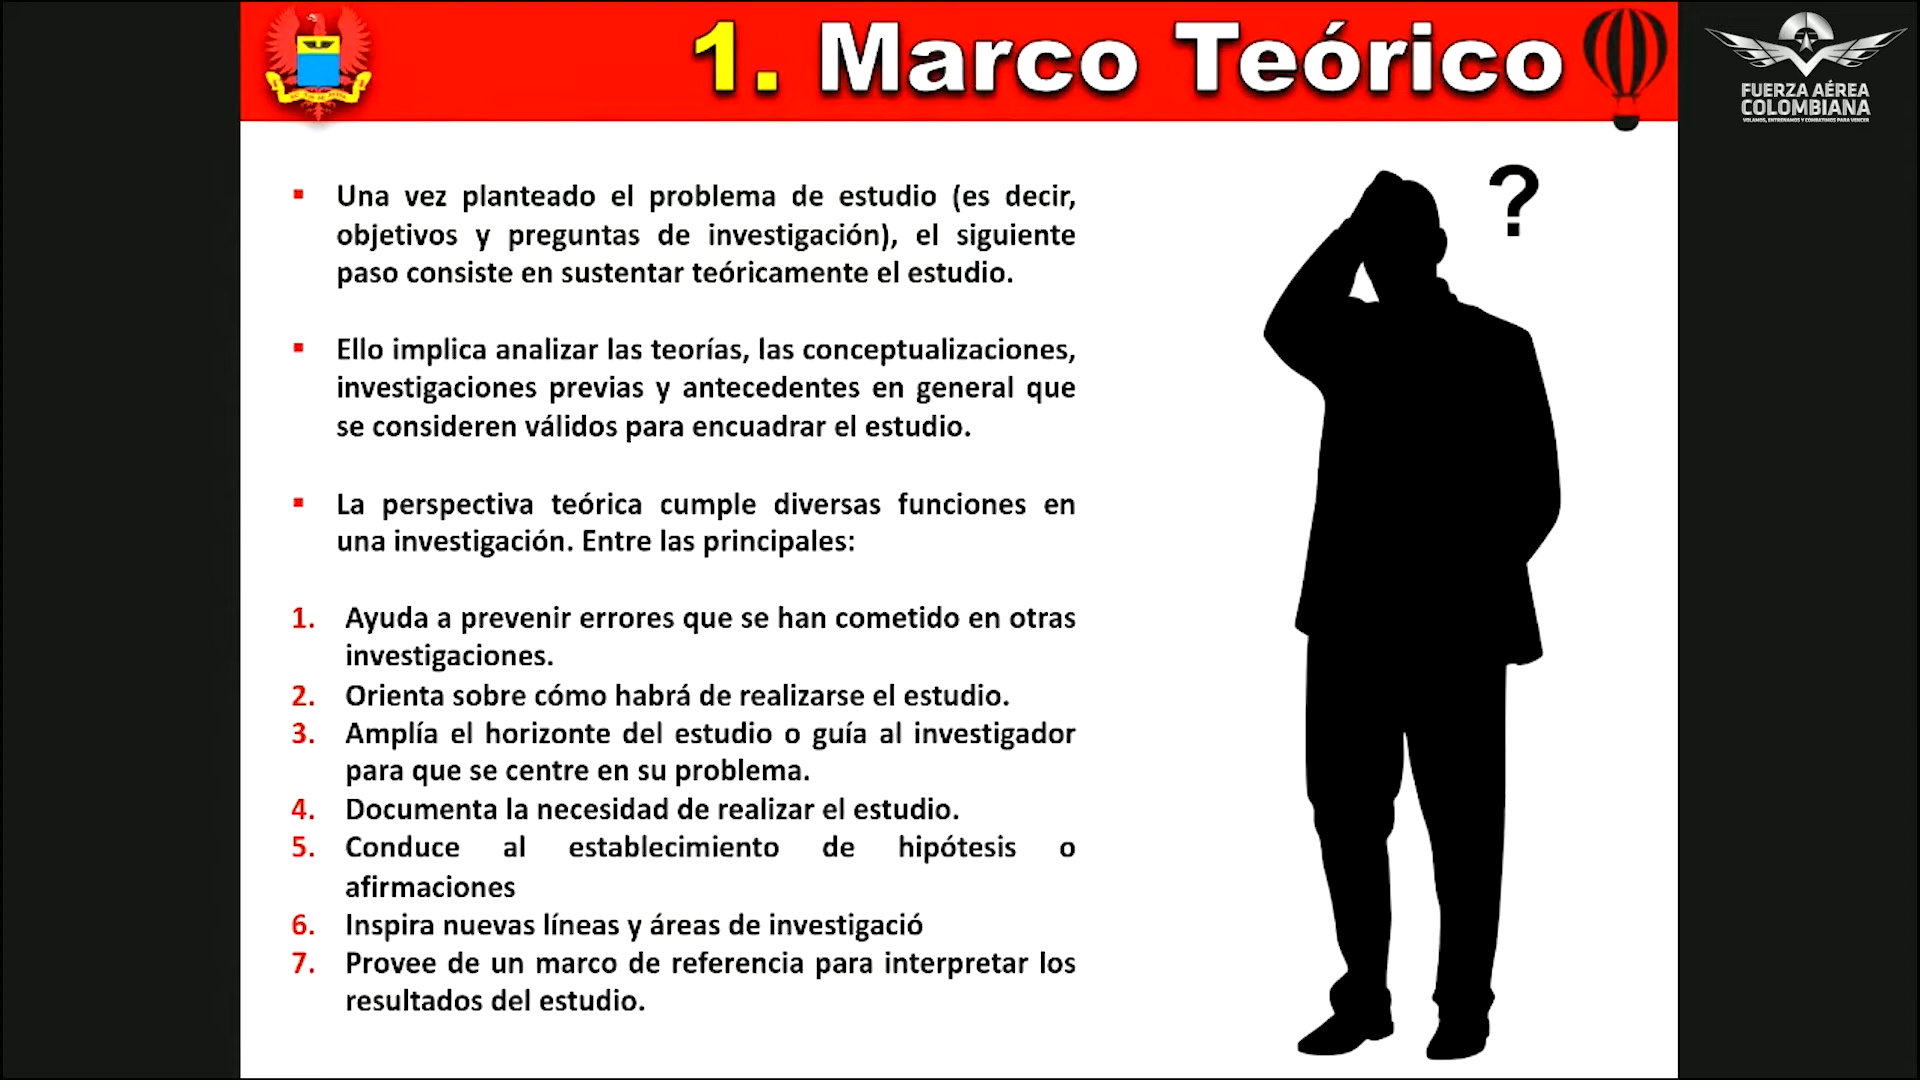 1. Marco Teórico
FUERZA AÉREA
COLOMBIANA
VOLAMOS, ENTRENAMOS Y COMBATIMOS PARA VENCER
?
Una vez planteado el problema de estudio (es decir,
objetivos y preguntas de investigación), el siguiente
paso consiste en sustentar teóricamente el estudio.
Ello implica analizar las teorías, las conceptualizaciones,
investigaciones previas y antecedentes en general que
se consideren válidos para encuadrar el estudio.
La perspectiva teórica cumple diversas funciones en
una investigación. Entre las principales:
1. Ayuda a prevenir errores que se han cometido en otras
investigaciones.
2. Orienta sobre cómo habrá de realizarse el estudio.
3. Amplía el horizonte del estudio o guía al investigador
para que se centre en su problema.
4. Documenta la necesidad de realizar el estudio.
5. Conduce al establecimiento de hipótesis o
afirmaciones
6. Inspira nuevas líneas y áreas de investigació
7. Provee de un marco de referencia para interpretar los
resultados del estudio.